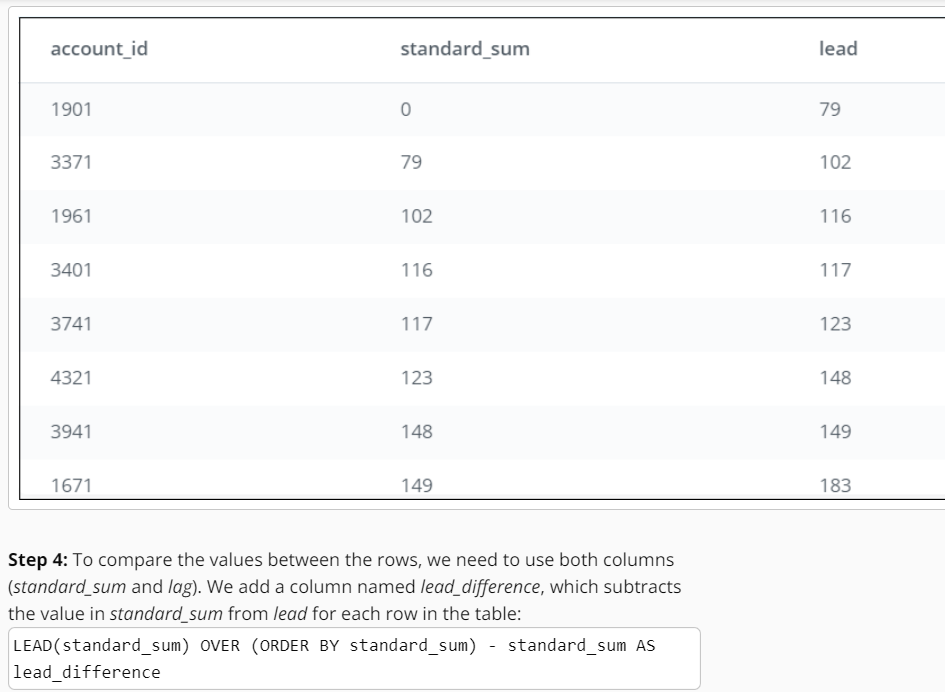 account_id standard_sum lead
1901 0 79
3371 79 102
1961 102 116
3401 116 117
3741 117 123
4321 123 148
3941 148 149
1671 149 183
Step 4: To compare the values between the rows, we need to use both columns
(standard_sum and lag). We add a column named lead_difference, which subtracts
the value in standard_sum from lead for each row in the table:
LEAD(standard_sum) OVER (ORDER BY standard_sum) - standard_sum AS
lead_difference